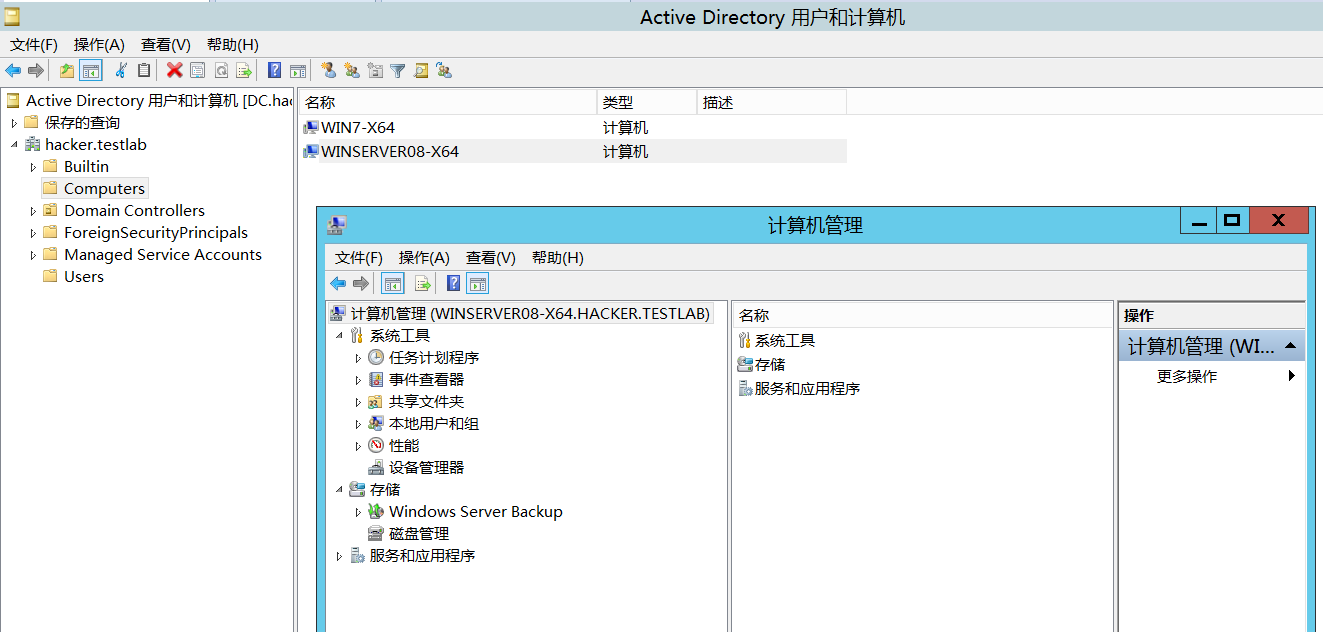 Active Directory 用户和计算机
文件(F) 操作(A) 查看(V) 帮助(H)
Active Directory 用户和计算机 [DC.hac
保存的查询
hacker.testlab
Builtin
Computers
Domain Controllers
ForeignSecurityPrincipals
Managed Service Accounts
Users
名称 类型 描述
WIN7-X64 计算机
WINSERVER08-X64 计算机
计算机管理
文件(F) 操作(A) 查看(V) 帮助(H)
计算机管理 (WINSERVER08-X64.HACKER.TESTLAB)
系统工具
任务计划程序
事件查看器
共享文件夹
本地用户和组
性能
设备管理器
存储
Windows Server Backup
磁盘管理
服务和应用程序
名称
系统工具
存储
服务和应用程序
操作
计算机管理 (WI...
更多操作